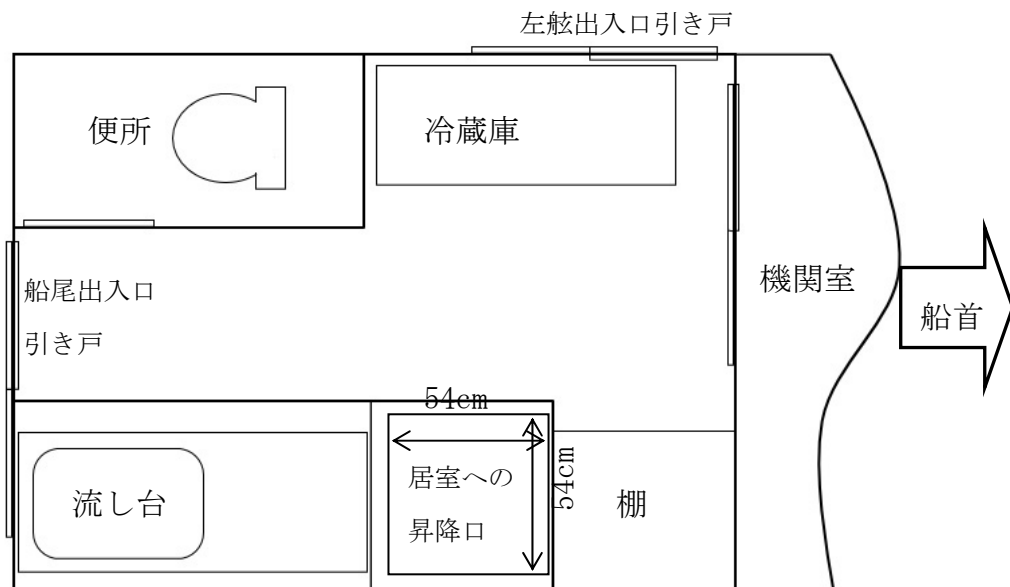 左舷出入口引き戸
便所
冷蔵庫
機関室
船首
船尾出入口
引き戸
54cm
54cm
居室への
昇降口
流し台
棚